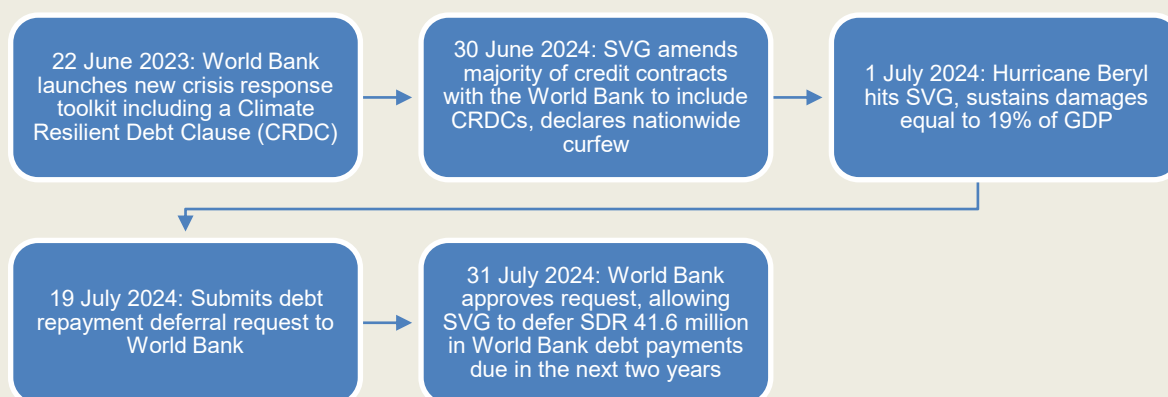 22 June 2023: World Bank
launches new crisis response
toolkit including a Climate
Resilient Debt Clause (CRDC)
30 June 2024: SVG amends
majority of credit contracts
with the World Bank to include
CRDCs, declares nationwide
curfew
1 July 2024: Hurricane Beryl
hits SVG, sustains damages
equal to 19% of GDP
19 July 2024: Submits debt
repayment deferral request to
World Bank
31 July 2024: World Bank
approves request, allowing
SVG to defer SDR 41.6 million
in World Bank debt payments
due in the next two years